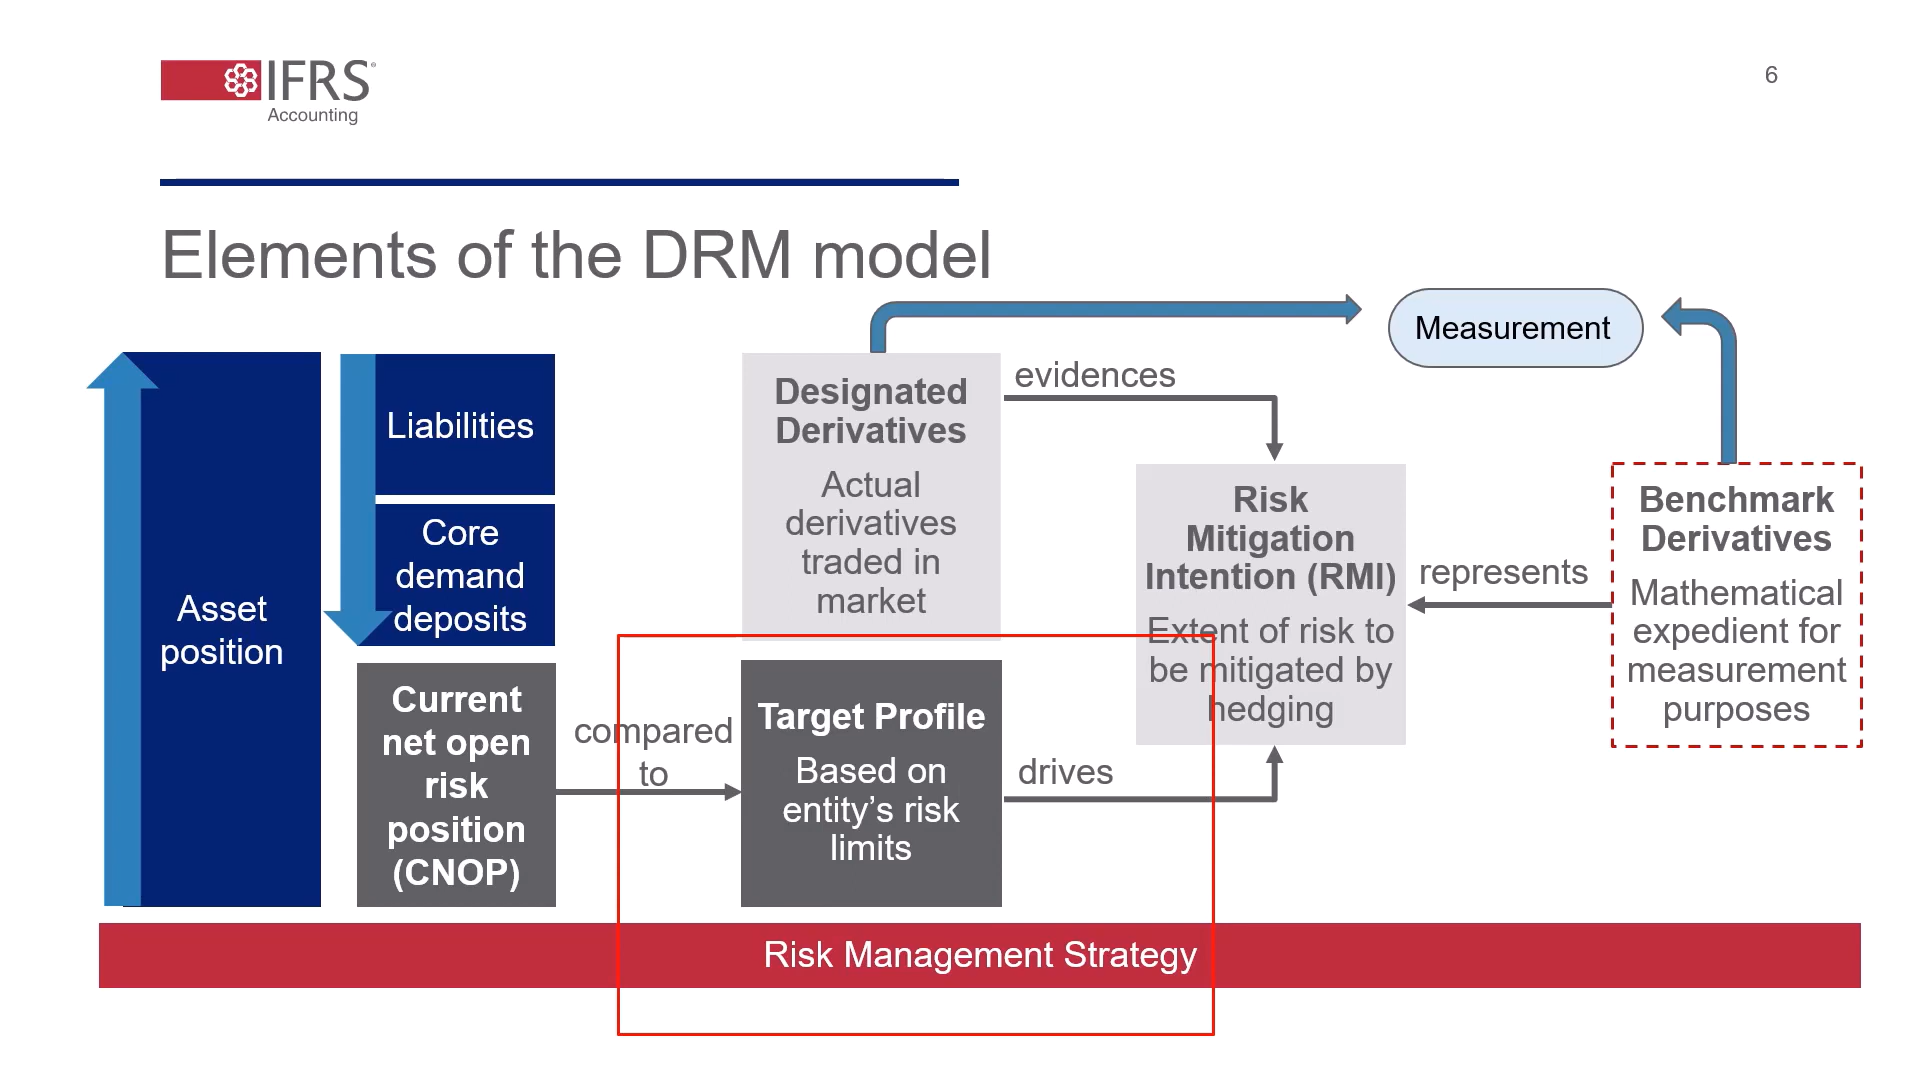 IFRS
Accounting
6
Elements of the DRM model
Measurement
Asset
position
Liabilities
Core
demand
deposits
Current
net open
risk
position
(CNOP)
compared
to
Designated
Derivatives
Actual
derivatives
traded in
market
evidences
Target Profile
Based on
entity’s risk
limits
drives
Risk
Mitigation
Intention (RMI)
Extent of risk to
be mitigated by
hedging
represents
Benchmark
Derivatives
Mathematical
expedient for
measurement
purposes
Risk Management Strategy